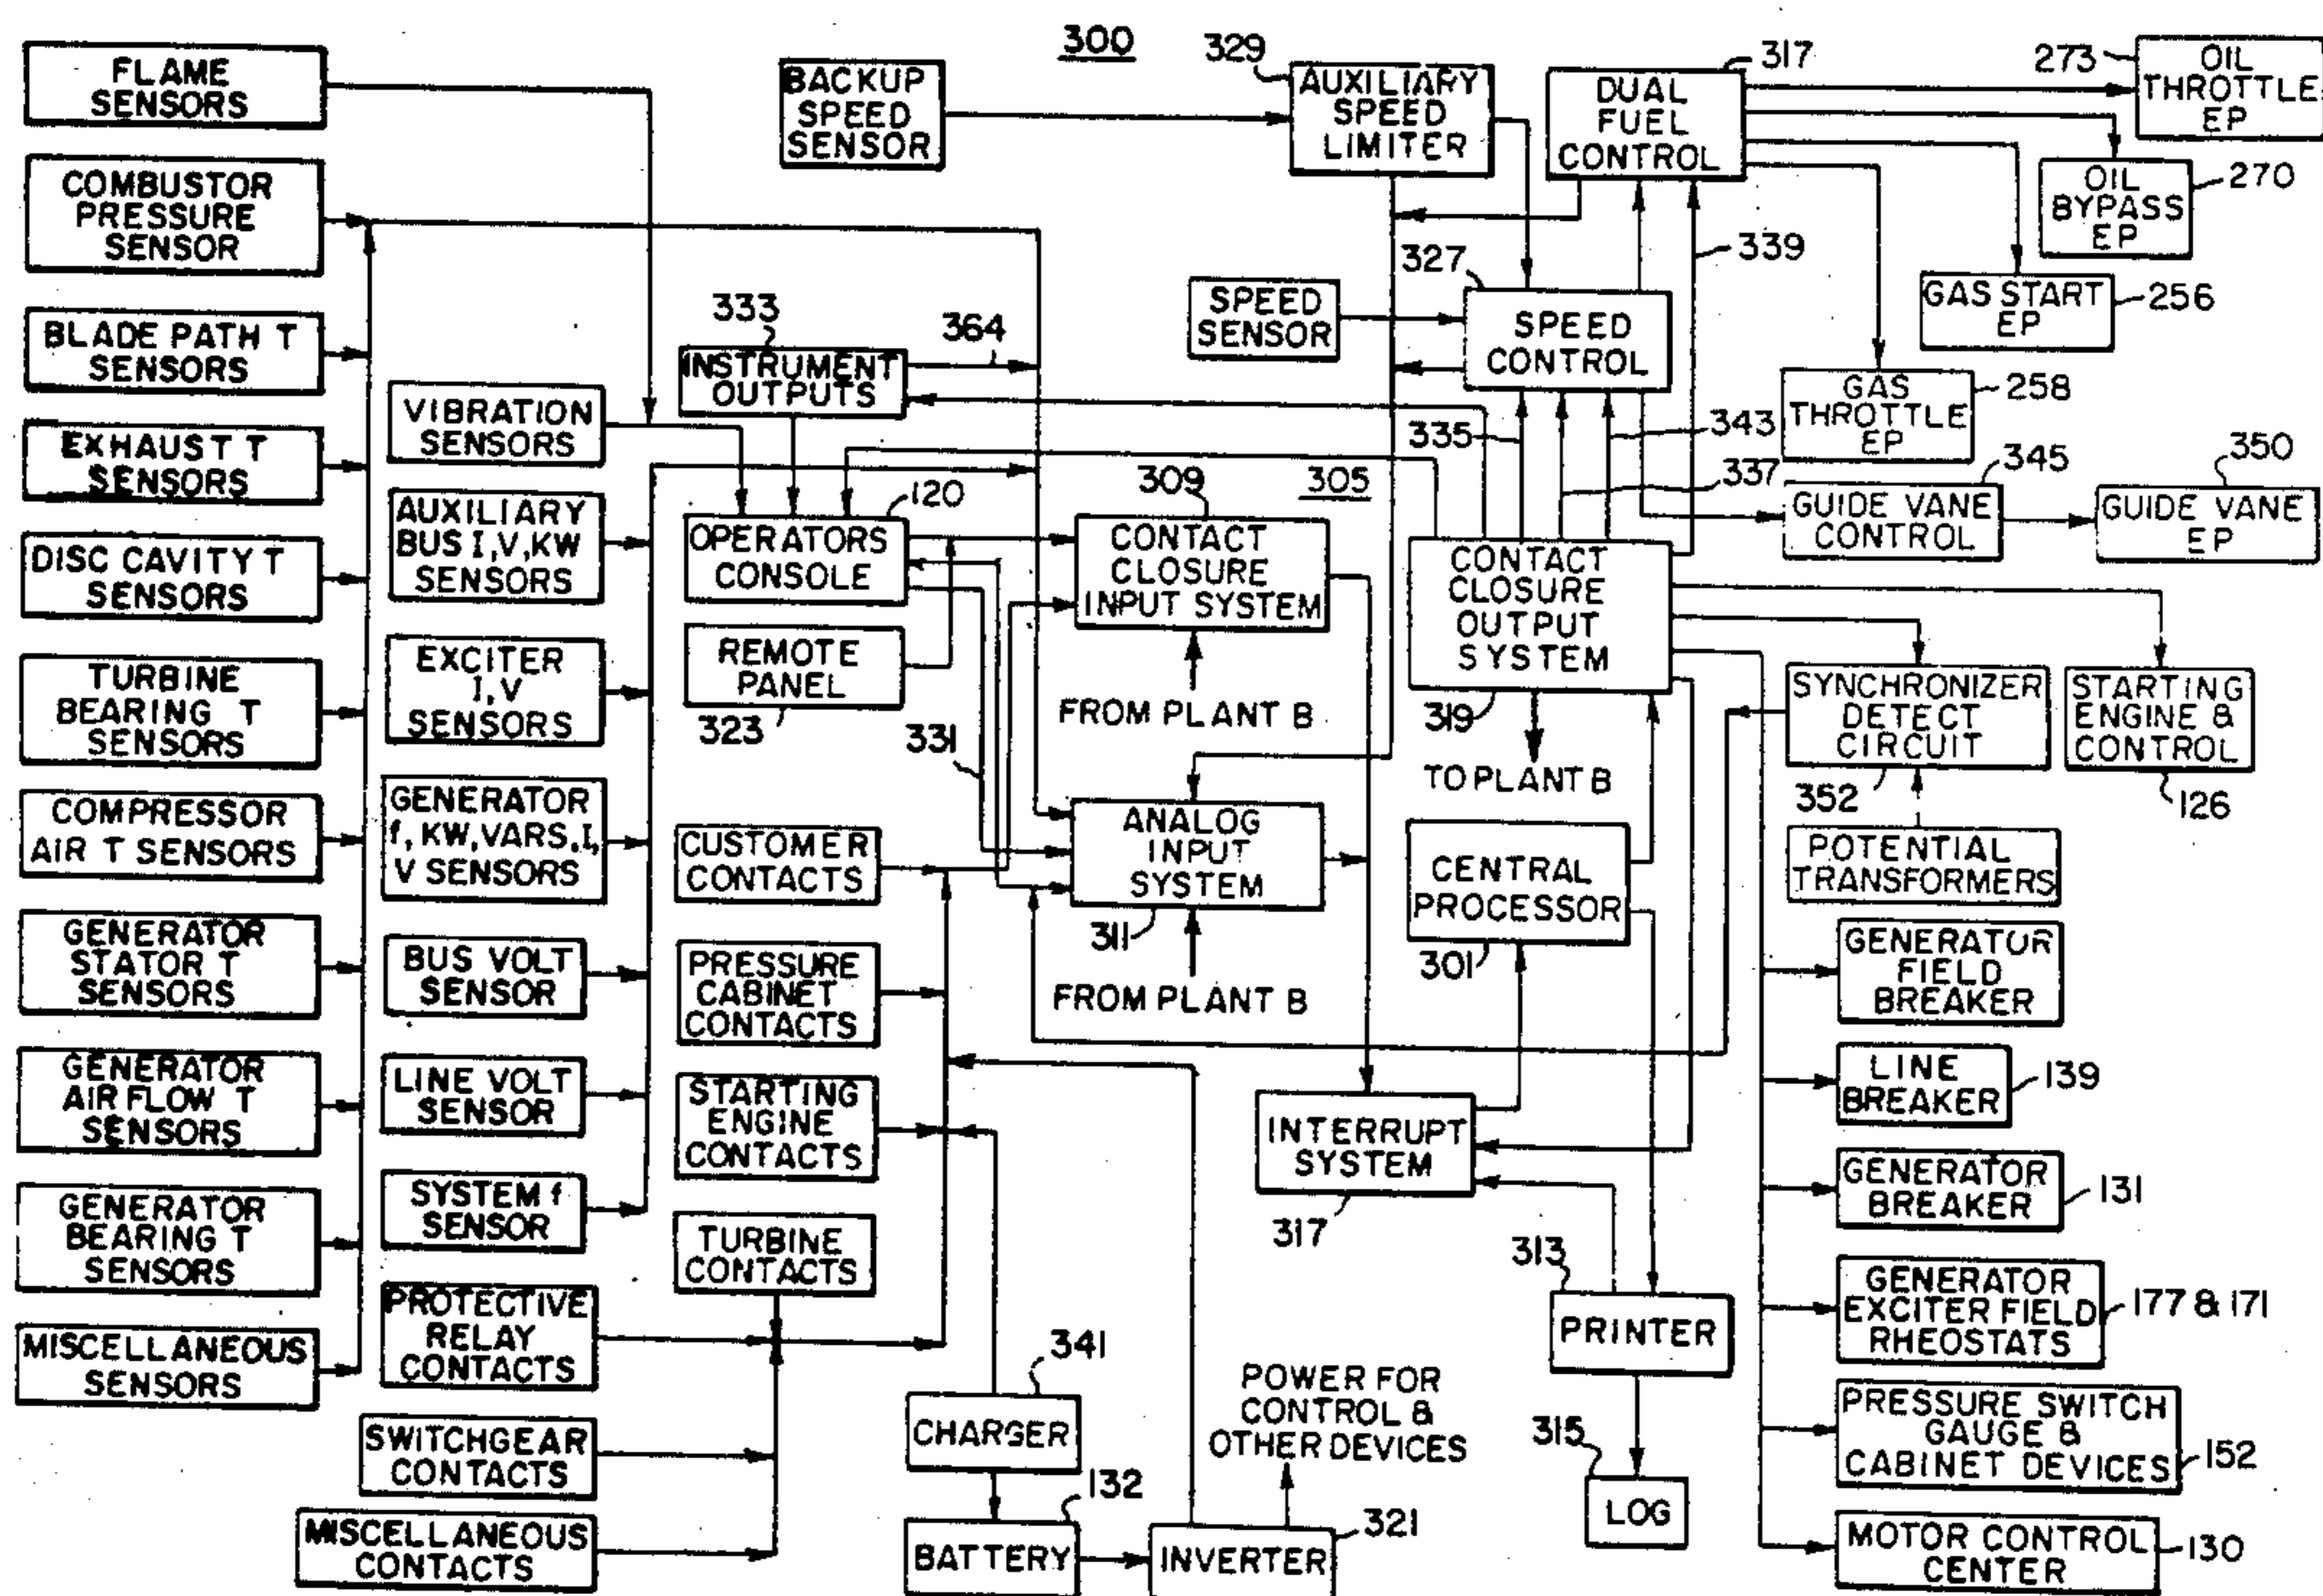 300
FLAME
SENSORS
COMBUSTOR
PRESSURE
SENSOR
BLADE PATH T
SENSORS
EXHAUST T
SENSORS
DISC CAVITY T
SENSORS
TURBINE
BEARING T
SENSORS
COMPRESSOR
AIR T SENSORS
GENERATOR
STATOR T
SENSORS
GENERATOR
AIR FLOW T
SENSORS
GENERATOR
BEARING T
SENSORS
MISCELLANEOUS
SENSORS
VIBRATION
SENSORS
AUXILIARY
BUS I,V,KW
SENSORS
EXCITER
I,V
SENSORS
GENERATOR
f, KW,VARS,I,
V SENSORS
BUS VOLT
SENSOR
LINE VOLT
SENSOR
SYSTEM f
SENSOR
PROTECTIVE
RELAY
CONTACTS
SWITCHGEAR
CONTACTS
MISCELLANEOUS
CONTACTS
BACKUP
SPEED
SENSOR
333
INSTRUMENT
OUTPUTS
364
120
OPERATORS
CONSOLE
REMOTE
PANEL
323
331
CUSTOMER
CONTACTS
PRESSURE
CABINET
CONTACTS
STARTING
ENGINE
CONTACTS
TURBINE
CONTACTS
341
CHARGER
132
BATTERY
321
INVERTER
POWER FOR
CONTROL &
OTHER DEVICES
329
AUXILIARY
SPEED
LIMITER
SPEED
SENSOR
327
SPEED
CONTROL
309
305
CONTACT
CLOSURE
INPUT SYSTEM
FROM PLANT B
ANALOG
INPUT
SYSTEM
311
FROM PLANT B
INTERRUPT
SYSTEM
317
317
DUAL
FUEL
CONTROL
339
335
343
337
CONTACT
CLOSURE
OUTPUT
SYSTEM
319
TO PLANT B
CENTRAL
PROCESSOR
301
313
PRINTER
315
LOG
273
OIL
THROTTLE
EP
OIL
BYPASS
EP
270
GAS START
EP
256
GAS
THROTTLE
EP
258
345
GUIDE VANE
CONTROL
350
GUIDE VANE
EP
SYNCHRONIZER
DETECT
CIRCUIT
352
STARTING
ENGINE &
CONTROL
126
POTENTIAL
TRANSFORMERS
GENERATOR
FIELD
BREAKER
LINE
BREAKER
139
GENERATOR
BREAKER
131
GENERATOR
EXCITER FIELD
RHEOSTATS
177 & 171
PRESSURE SWITCH
GAUGE &
CABINET DEVICES
152
MOTOR CONTROL
CENTER
130